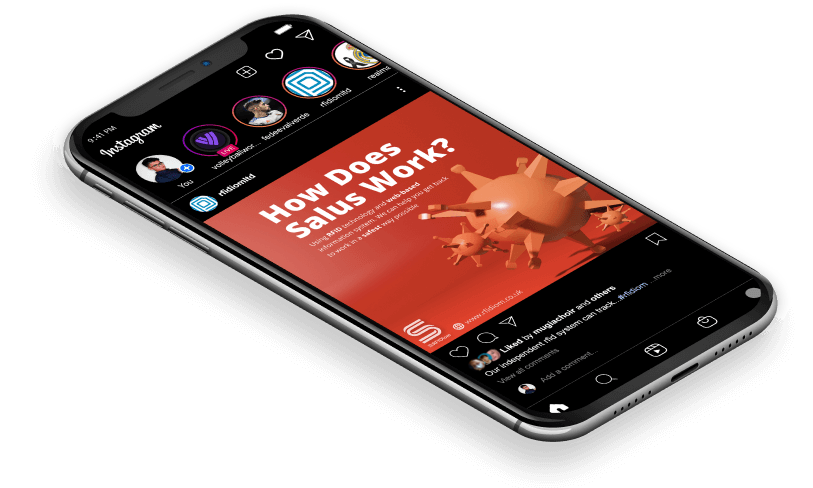 9:41 PM
Instagram
You
LIVE
volleyballwor...
fedeevalverde
rfidiomltd
realma
rfidiomltd
How Does
Salus Work?
Using RFID technology and web-based
information system. We can help you get back
to work in a safest way possible
www.rfidiom.co.uk
Liked by mugiachoir and others
Our independent rfid system can track...#rfidiom ...more
View all comments
Add a comment...